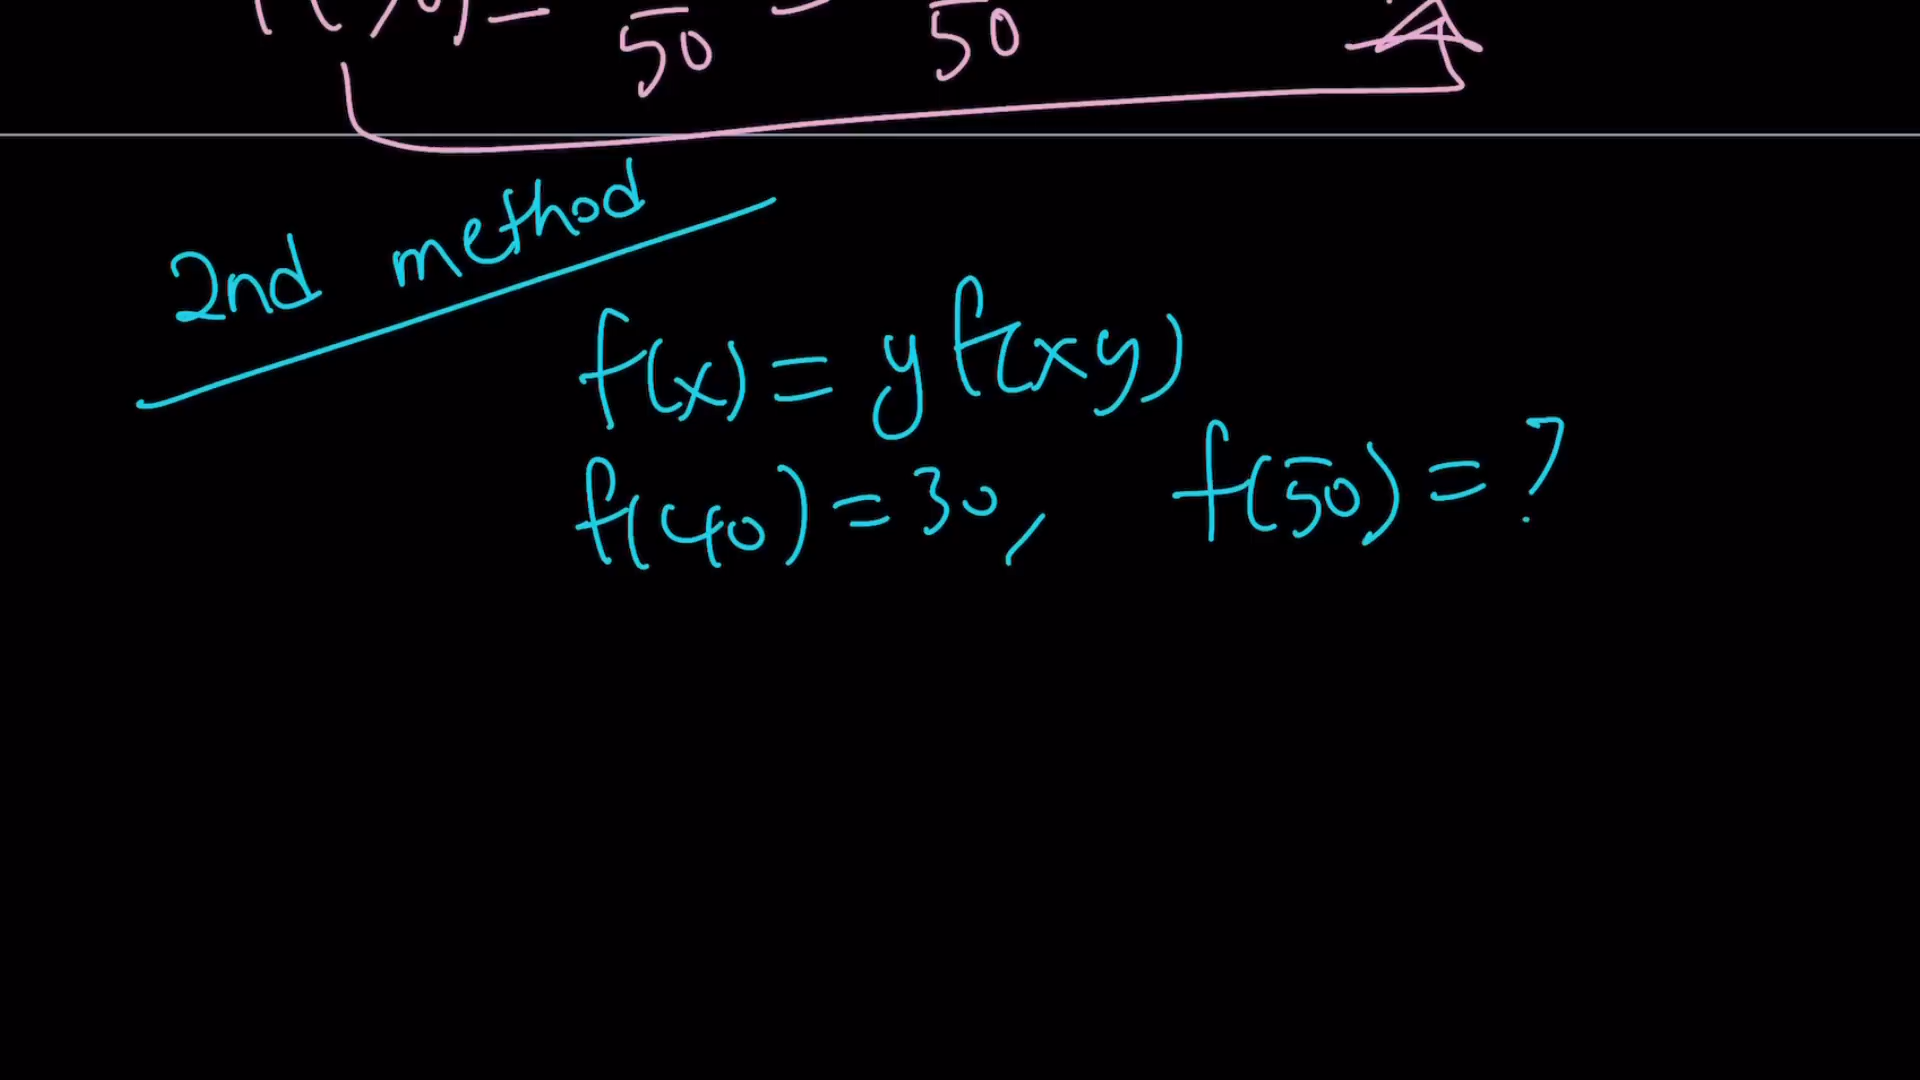 50 = 50
2nd method
f(x) = y f(xy)
f(40) = 30, f(50) = ?